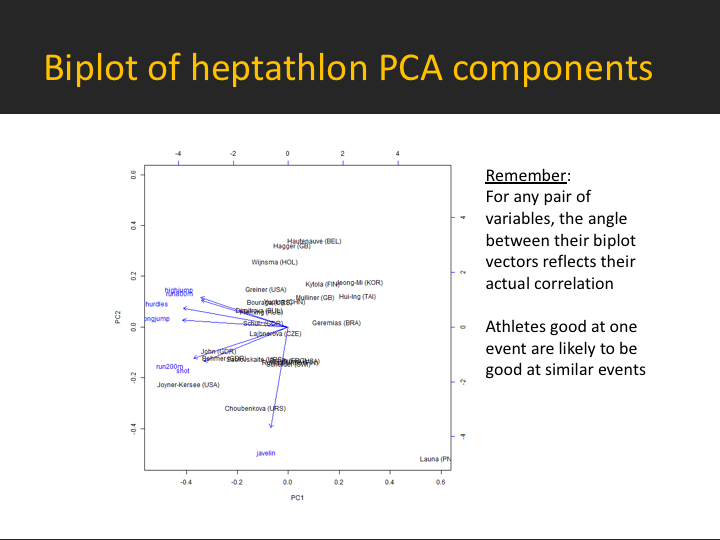 Biplot of heptathlon PCA components
-4 -2 0 2 4
0.6
0.4
0.2
0.0
-0.2
-0.4
PC2
4
2
0
-2
-4
Hautenauve (BEL)
Hagger (GB)
Wijnsma (HOL)
Kytola (FIN)
Jeong-Mi (KOR)
Greiner (USA)
highjump
run800m
Mulliner (GB)
Hui-Ing (TAI)
hurdles
ongjump
Geremias (BRA)
Lajbnerova (CZE)
John (GDR)
run200m
shot
Joyner-Kersee (USA)
Choubenkova (URS)
javelin
Launa (PN
-0.4 -0.2 0.0 0.2 0.4 0.6
PC1
Remember:
For any pair of
variables, the angle
between their biplot
vectors reflects their
actual correlation
Athletes good at one
event are likely to be
good at similar events